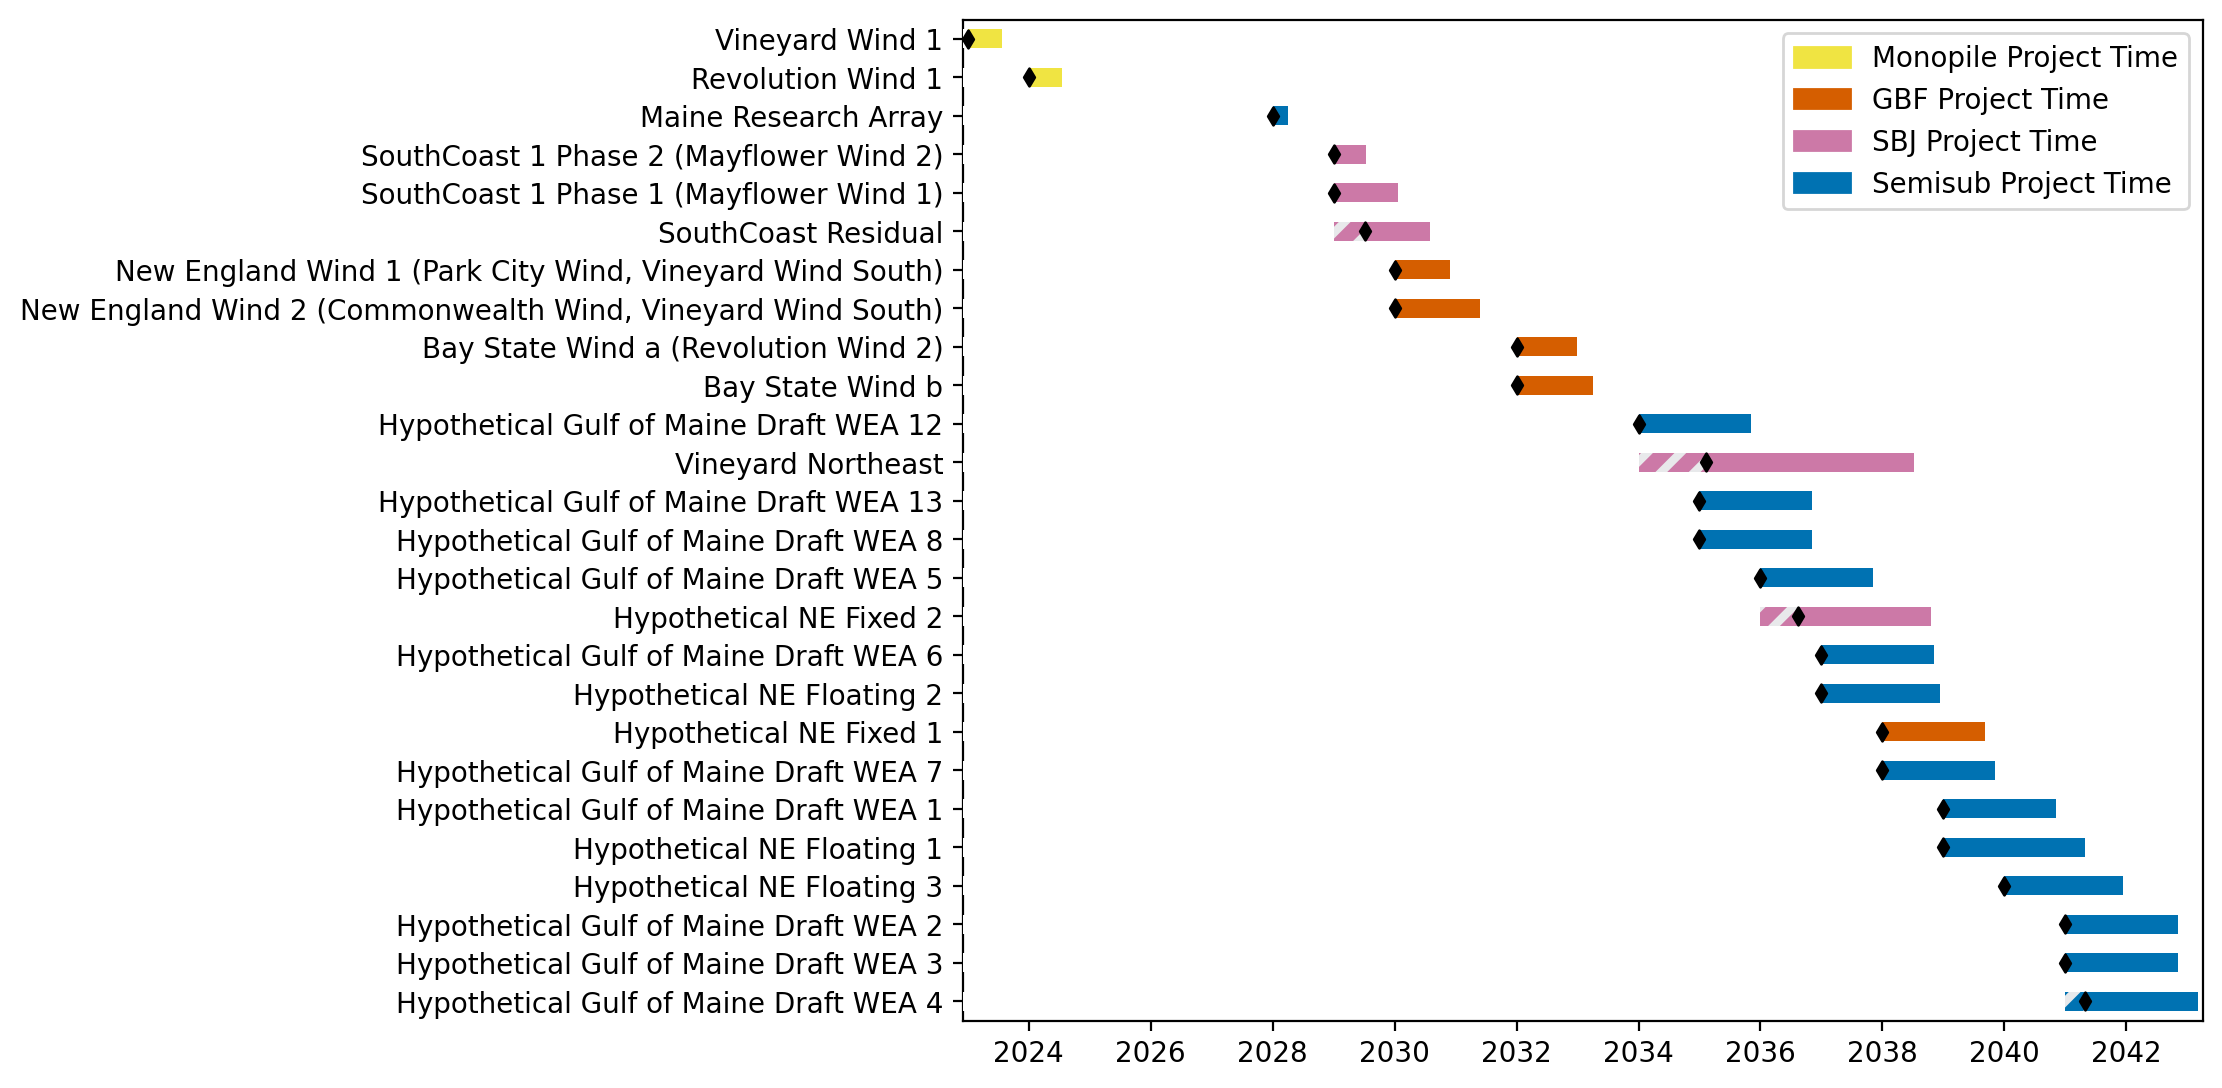 Vineyard Wind 1
Revolution Wind 1
Maine Research Array
SouthCoast 1 Phase 2 (Mayflower Wind 2)
SouthCoast 1 Phase 1 (Mayflower Wind 1)
SouthCoast Residual
New England Wind 1 (Park City Wind, Vineyard Wind South)
New England Wind 2 (Commonwealth Wind, Vineyard Wind South)
Bay State Wind a (Revolution Wind 2)
Bay State Wind b
Hypothetical Gulf of Maine Draft WEA 12
Vineyard Northeast
Hypothetical Gulf of Maine Draft WEA 13
Hypothetical Gulf of Maine Draft WEA 8
Hypothetical Gulf of Maine Draft WEA 5
Hypothetical NE Fixed 2
Hypothetical Gulf of Maine Draft WEA 6
Hypothetical NE Floating 2
Hypothetical NE Fixed 1
Hypothetical Gulf of Maine Draft WEA 7
Hypothetical Gulf of Maine Draft WEA 1
Hypothetical NE Floating 1
Hypothetical NE Floating 3
Hypothetical Gulf of Maine Draft WEA 2
Hypothetical Gulf of Maine Draft WEA 3
Hypothetical Gulf of Maine Draft WEA 4
Monopile Project Time
GBF Project Time
SBJ Project Time
Semisub Project Time
2024 2026 2028 2030 2032 2034 2036 2038 2040 2042